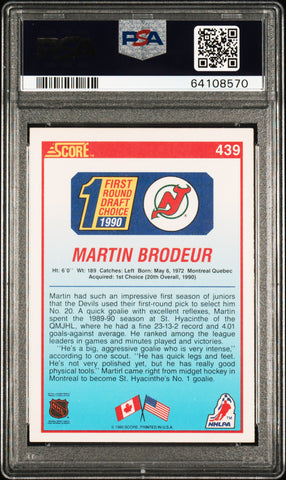 PSA
64108570
SCORE™
439
1 FIRST
ROUND
DRAFT
CHOICE
1990
NJ
MARTIN BRODEUR
Ht: 6'0" Wt: 189 Catches: Left Born: May 6, 1972 Montreal Quebec
Acquired: 1st Choice (20th Overall, 1990)
Martin had such an impressive first season of juniors
that the Devils used their first-round pick to select him
No. 20. A quick goalie with excellent reflexes. Martin
spent the 1989-90 season at St. Hyacinthe of the
QMJHL, where he had a fine 23-13-2 record and 4.01
goals-against average. He ranked among the league
leaders in games and minutes played and victories.
"He's a big, aggressive goalie who is very intense,"
according to one scout. "He has quick legs and feet.
He's not very polished yet, but he has really good
physical tools." Martin came right from midget hockey in
Montreal to become St. Hyacinthe's No. 1 goalie.
NHL
© 1990 SCORE, PRINTED IN U.S.A.
NHLPA
TM